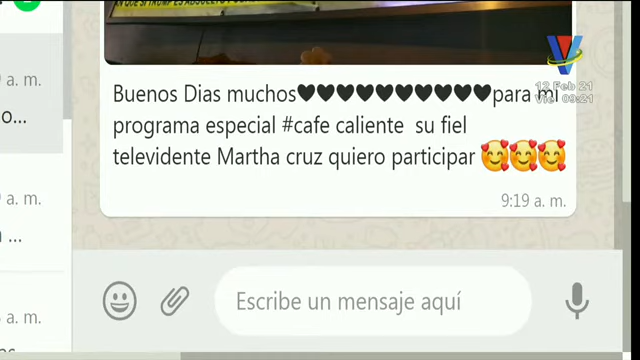 Buenos Dias muchos🖤🖤🖤🖤🖤🖤🖤🖤🖤🖤para mi
programa especial #cafe caliente su fiel
televidente Martha cruz quiero participar 🥰🥰🥰
9:19 a. m.
Escribe un mensaje aquí
a. m.
o...
a. m.
...
a. m.
V
12 Feb 21
Vie 09:21